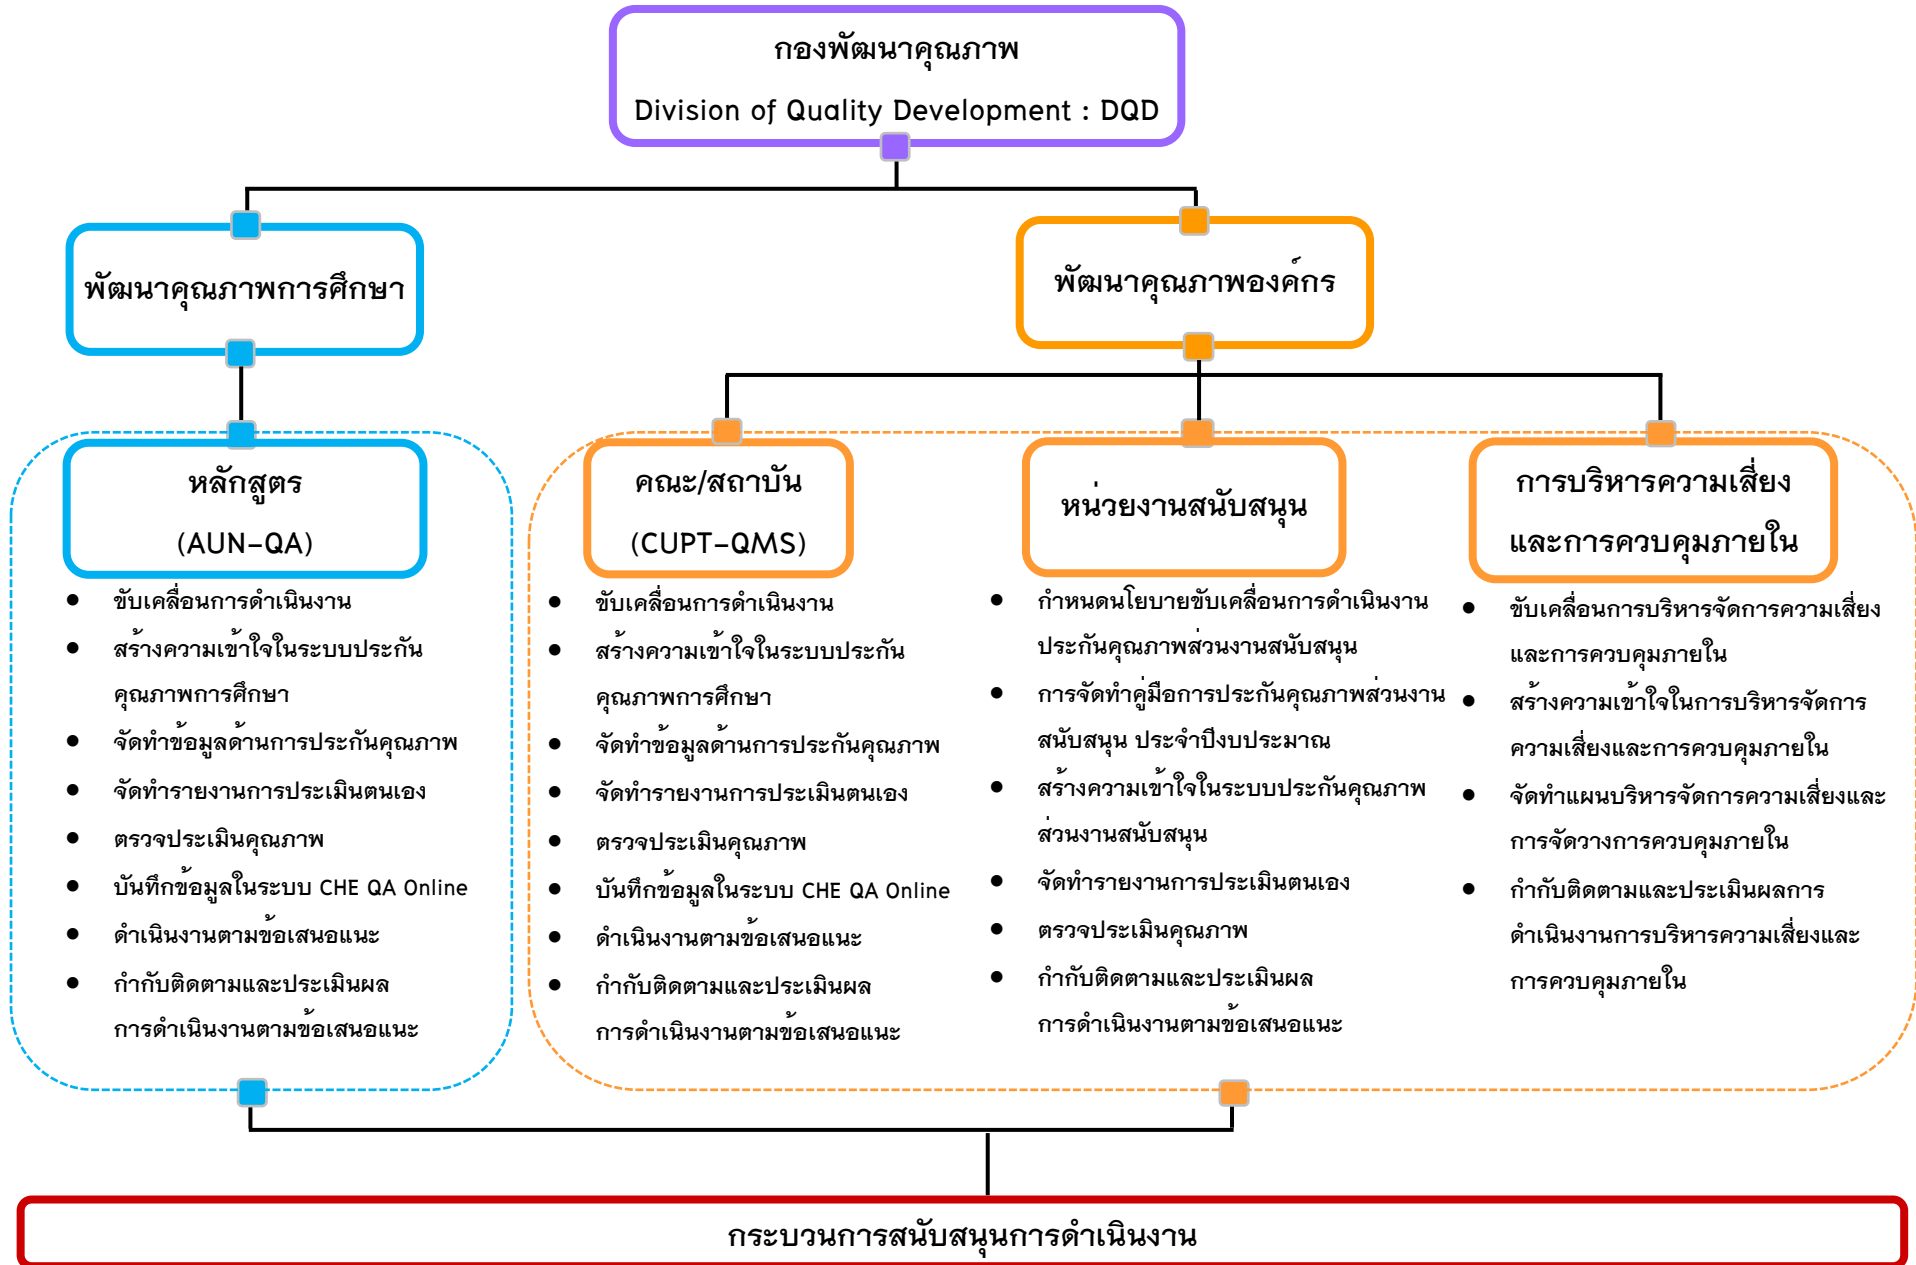 กองพัฒนาคุณภาพ
Division of Quality Development : DQD
พัฒนาคุณภาพการศึกษา
พัฒนาคุณภาพองค์กร
หลักสูตร
(AUN-QA)
● ขับเคลื่อนการดำเนินงาน
● สร้างความเข้าใจในระบบประกัน
คุณภาพการศึกษา
● จัดทำข้อมูลด้านการประกันคุณภาพ
● จัดทำรายงานการประเมินตนเอง
● ตรวจประเมินคุณภาพ
● บันทึกข้อมูลในระบบ CHE QA Online
● ดำเนินงานตามข้อเสนอแนะ
● กำกับติดตามและประเมินผล
การดำเนินงานตามข้อเสนอแนะ
คณะ/สถาบัน
(CUPT-QMS)
● ขับเคลื่อนการดำเนินงาน
● สร้างความเข้าใจในระบบประกัน
คุณภาพการศึกษา
● จัดทำข้อมูลด้านการประกันคุณภาพ
● จัดทำรายงานการประเมินตนเอง
● ตรวจประเมินคุณภาพ
● บันทึกข้อมูลในระบบ CHE QA Online
● ดำเนินงานตามข้อเสนอแนะ
● กำกับติดตามและประเมินผล
การดำเนินงานตามข้อเสนอแนะ
หน่วยงานสนับสนุน
● กำหนดนโยบายขับเคลื่อนการดำเนินงาน
ประกันคุณภาพส่วนงานสนับสนุน
● การจัดทำคู่มือการประกันคุณภาพส่วนงาน
สนับสนุน ประจำปีงบประมาณ
● สร้างความเข้าใจในระบบประกันคุณภาพ
ส่วนงานสนับสนุน
● จัดทำรายงานการประเมินตนเอง
● ตรวจประเมินคุณภาพ
● กำกับติดตามและประเมินผล
การดำเนินงานตามข้อเสนอแนะ
การบริหารความเสี่ยง
และการควบคุมภายใน
● ขับเคลื่อนการบริหารจัดการความเสี่ยง
และการควบคุมภายใน
● สร้างความเข้าใจในการบริหารจัดการ
ความเสี่ยงและการควบคุมภายใน
● จัดทำแผนบริหารจัดการความเสี่ยงและ
การจัดวางการควบคุมภายใน
● กำกับติดตามและประเมินผลการ
ดำเนินงานการบริหารความเสี่ยงและ
การควบคุมภายใน
กระบวนการสนับสนุนการดำเนินงาน